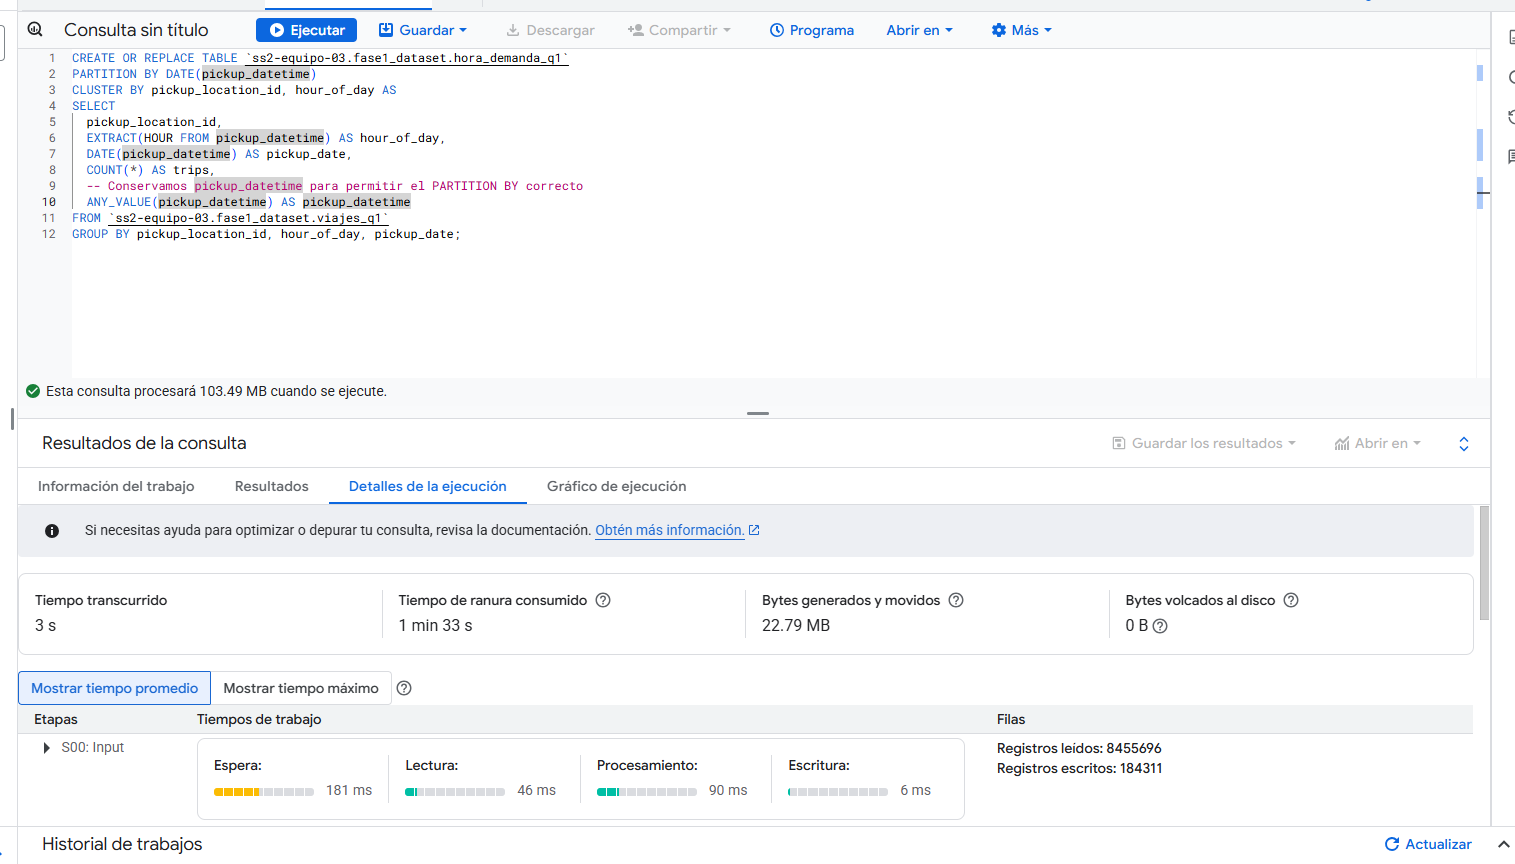 Consulta sin título
Ejecutar
Guardar
Descargar
Compartir
Programa
Abrir en
Más
1 CREATE OR REPLACE TABLE `ss2-equipo-03.fase1_dataset.hora_demanda_q1`
2 PARTITION BY DATE(pickup_datetime)
3 CLUSTER BY pickup_location_id, hour_of_day AS
4 SELECT
5 pickup_location_id,
6 EXTRACT(HOUR FROM pickup_datetime) AS hour_of_day,
7 DATE(pickup_datetime) AS pickup_date,
8 COUNT(*) AS trips,
9 -- Conservamos pickup_datetime para permitir el PARTITION BY correcto
10 ANY_VALUE(pickup_datetime) AS pickup_datetime
11 FROM `ss2-equipo-03.fase1_dataset.viajes_q1`
12 GROUP BY pickup_location_id, hour_of_day, pickup_date;
Esta consulta procesará 103.49 MB cuando se ejecute.
Resultados de la consulta
Guardar los resultados
Abrir en
Información del trabajo
Resultados
Detalles de la ejecución
Gráfico de ejecución
Si necesitas ayuda para optimizar o depurar tu consulta, revisa la documentación. Obtén más información.
Tiempo transcurrido
3 s
Tiempo de ranura consumido
1 min 33 s
Bytes generados y movidos
22.79 MB
Bytes volcados al disco
0 B
Mostrar tiempo promedio
Mostrar tiempo máximo
Etapas
Tiempos de trabajo
Filas
S00: Input
Espera:
181 ms
Lectura:
46 ms
Procesamiento:
90 ms
Escritura:
6 ms
Registros leídos: 8455696
Registros escritos: 184311
Historial de trabajos
Actualizar